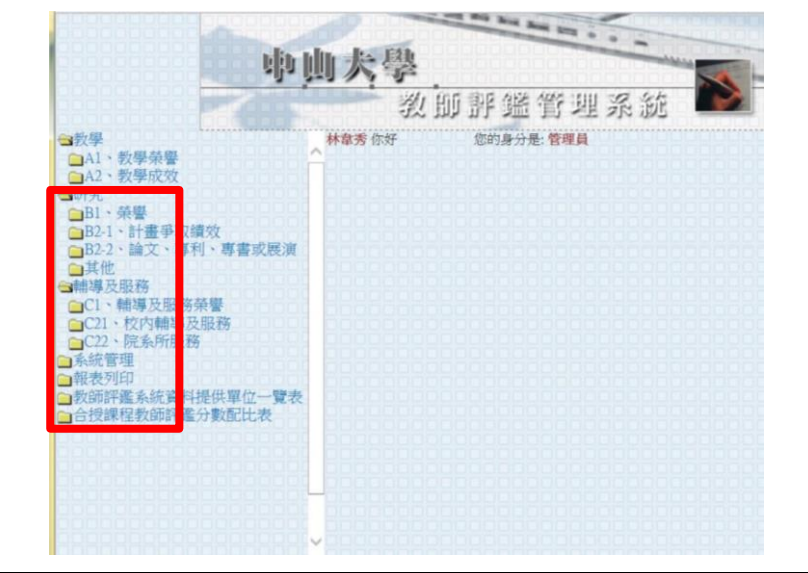 中山大學
教師評鑑管理系統
教學
A1、教學榮譽
A2、教學成效
研究
B1、榮譽
B2-1、計畫爭取績效
B2-2、論文、專利、專書或展演
其他
輔導及服務
C1、輔導及服務榮譽
C21、校內輔導及服務
C22、院系所服務
系統管理
報表列印
教師評鑑系統資料提供單位一覽表
合授課程教師評鑑分數配比表
林韋秀 你好 您的身分是: 管理員